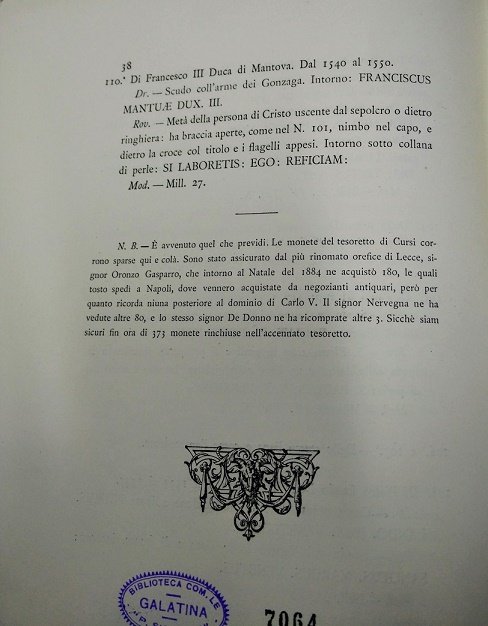 38
110.° Di Francesco III Duca di Mantova. Dal 1540 al 1550.
Dr. — Scudo coll'arme dei Gonzaga. Intorno: FRANCISCUS
MANTUÆ DUX. III.
Rov. — Metà della persona di Cristo uscente dal sepolcro o dietro
ringhiera: ha braccia aperte, come nel N. 101, nimbo nel capo, e
dietro la croce col titolo e i flagelli appesi. Intorno sotto collana
di perle: SI LABORETIS: EGO: REFICIAM:
Mod. — Mill. 27.
N. B. — È avvenuto quel che previdi. Le monete del tesoretto di Cursi cor-
rono sparse qui e colà. Sono stato assicurato dal più rinomato orefice di Lecce, si-
gnor Oronzo Gasparro, che intorno al Natale del 1884 ne acquistò 180, le quali
tosto spedì a Napoli, dove vennero acquistate da negozianti antiquari, però per
quanto ricorda niuna posteriore al dominio di Carlo V. Il signor Nervegna ne ha
vedute altre 80, e lo stesso signor De Donno ne ha ricomprate altre 3. Sicchè siam
sicuri fin ora di 373 monete rinchiuse nell'accennato tesoretto.
BIBLIOTECA COM.LE
GALATINA
7064